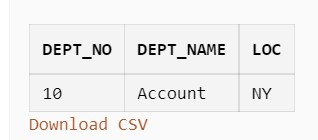 DEPT_NO DEPT_NAME LOC
10 Account NY
Download CSV